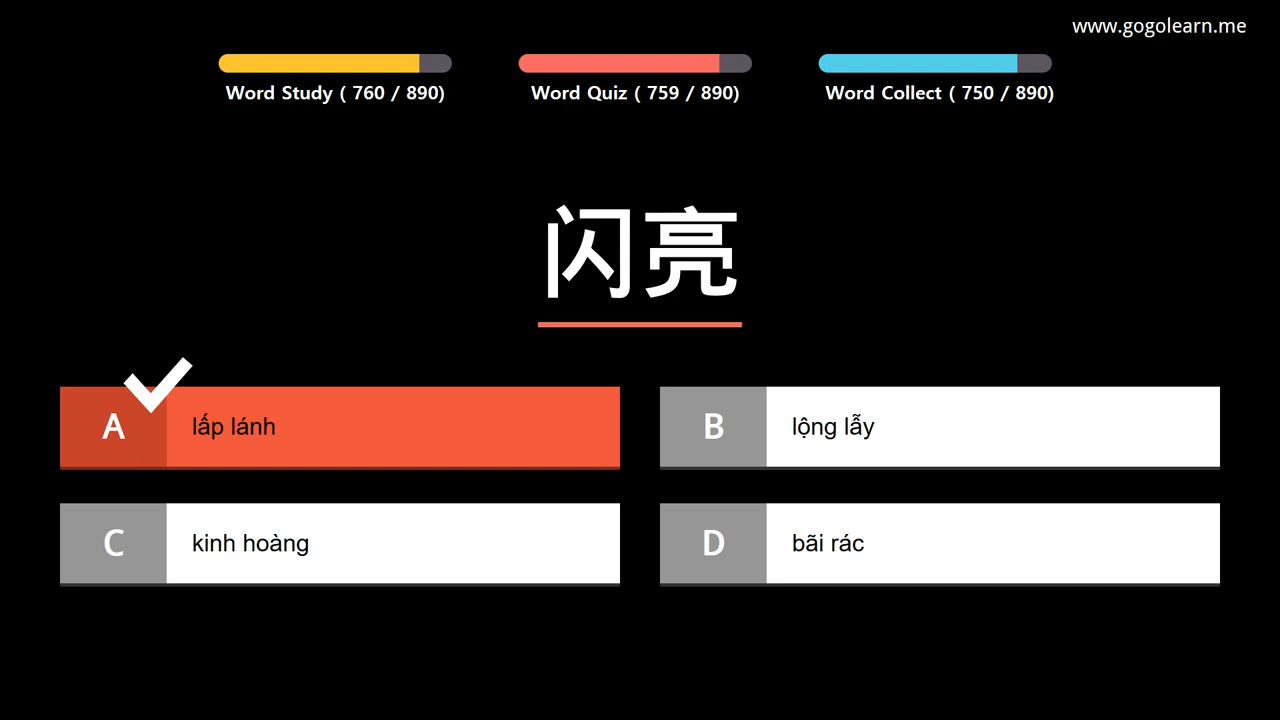 www.gogolearn.me
Word Study ( 760 / 890)
Word Quiz ( 759 / 890)
Word Collect ( 750 / 890)
闪亮
A lấp lánh
B lộng lẫy
C kinh hoàng
D bãi rác